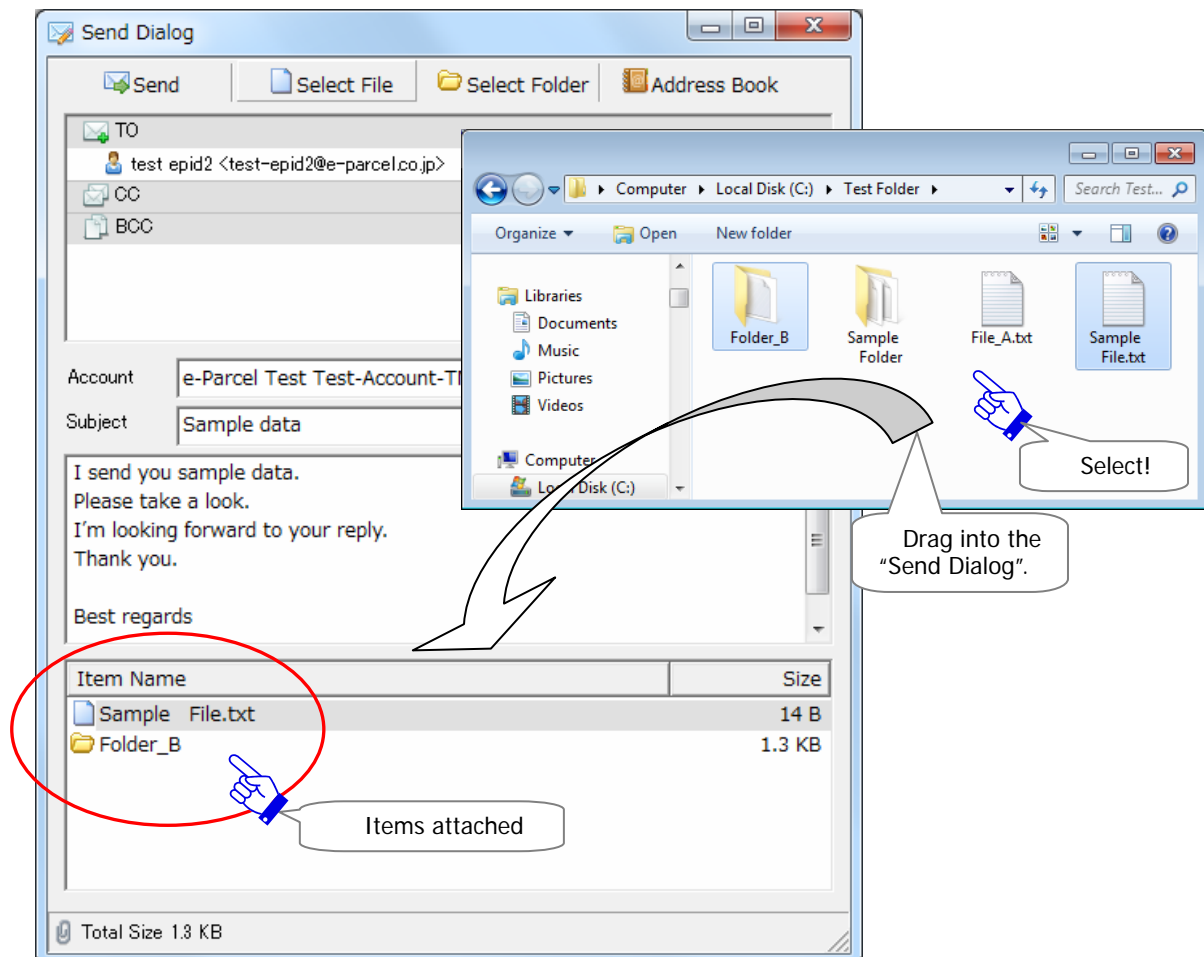 Send Dialog
Send Select File Select Folder Address Book
TO
test epid2 <test-epid2@e-parcel.co.jp>
CC
BCC
Computer Local Disk (C:) Test Folder Search Test...
Organize Open New folder
Libraries
Documents
Music
Pictures
Videos
Computer
Local Disk (C:)
Folder_B
Sample
Folder
File_A.txt
Sample
File.txt
Select!
Drag into the
“Send Dialog”.
Account e-Parcel Test Test-Account-
Subject Sample data
I send you sample data.
Please take a look.
I'm looking forward to your reply.
Thank you.
Best regards
Item Name Size
Sample File.txt 14 B
Folder_B 1.3 KB
Items attached
Total Size 1.3 KB